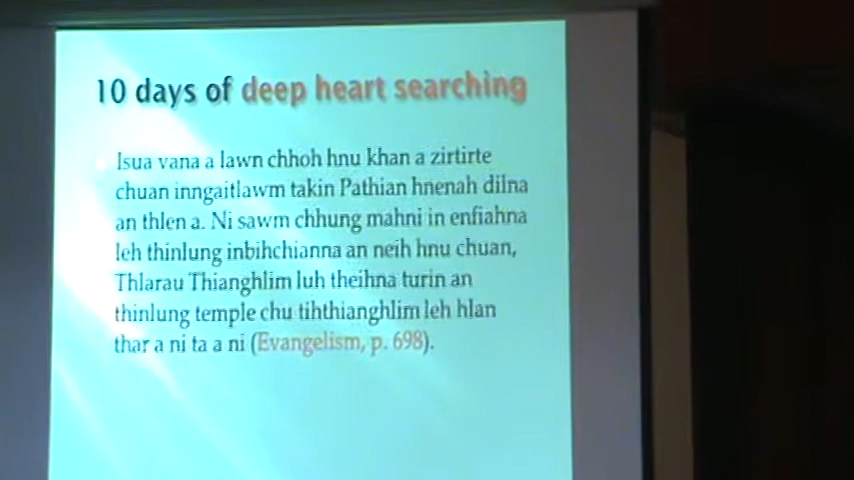 10 days of deep heart searching
Isua vana a lawn chhoh hnu khan a zirtirte
chuan inngaitlawm takin Pathian hnenah dilna
an thlen a. Ni sawm chhung mahni in enfiahna
leh thinlung inbihchianna an neih hnu chuan,
Thlarau Thianghlim luh theihna turin an
thinlung temple chu tihthianghlim leh hlan
thar a ni ta a ni (Evangelism, p. 698).